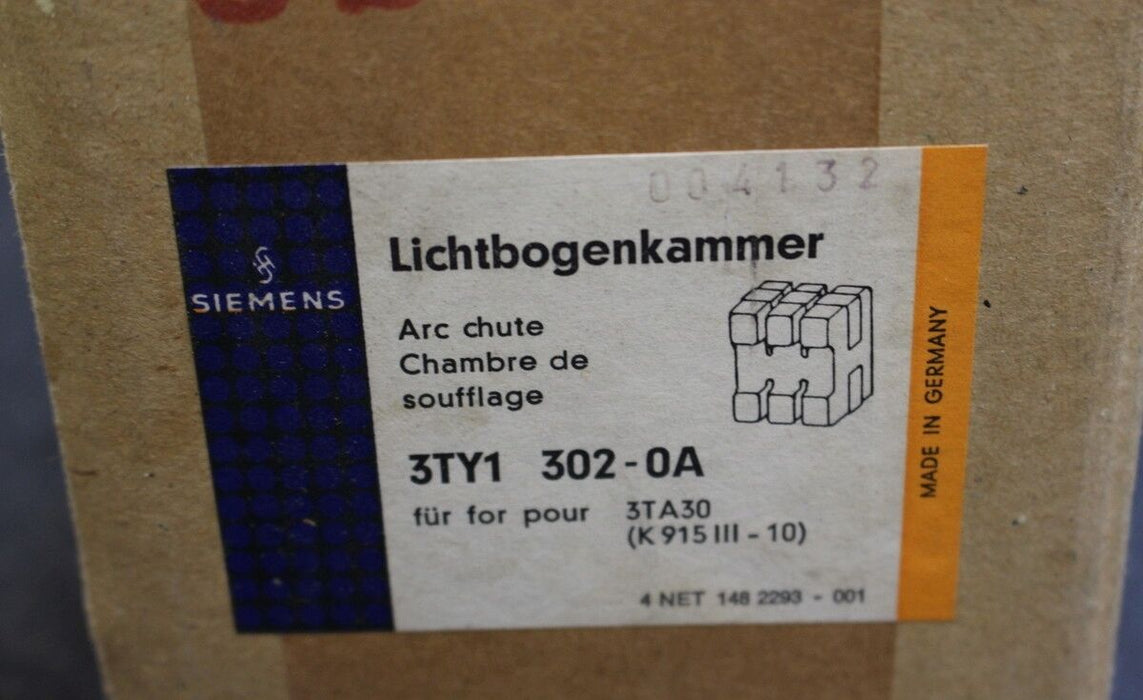 004132
SIEMENS
Lichtbogenkammer
Arc chute
Chambre de
soufflage
3TY1 302-0A
für for pour 3TA30
(K 915 III - 10)
4 NET 148 2293 - 001
MADE IN GERMANY